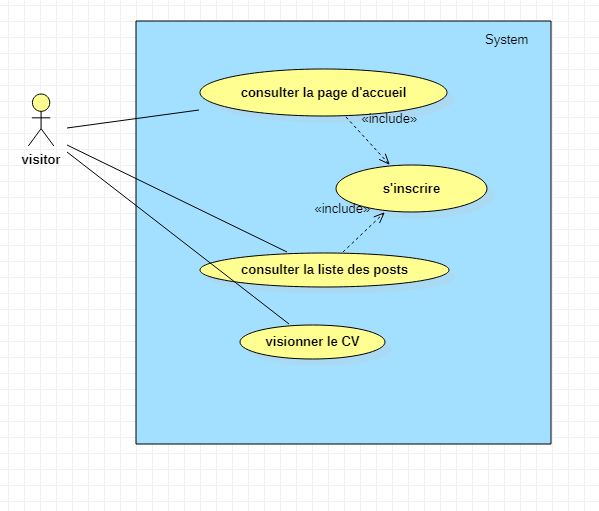 System
consulter la page d'accueil
«include»
visitor
s'inscrire
«include»
consulter la liste des posts
visionner le CV